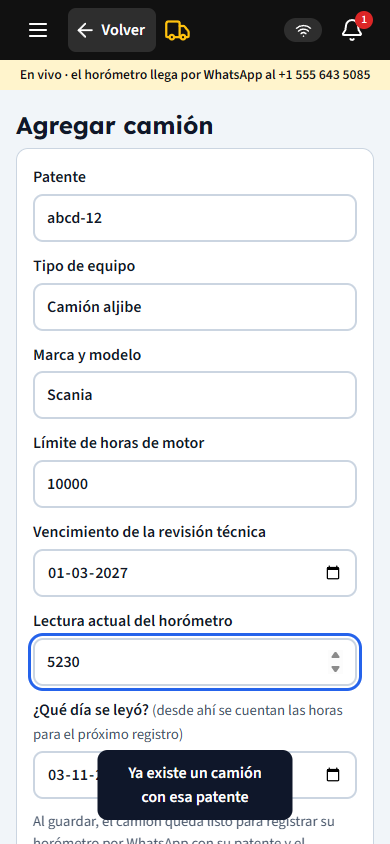 Volver
1
En vivo · el horómetro llega por WhatsApp al +1 555 643 5085
Agregar camión
Patente
abcd-12
Tipo de equipo
Camión aljibe
Marca y modelo
Scania
Límite de horas de motor
10000
Vencimiento de la revisión técnica
01-03-2027
Lectura actual del horómetro
5230
¿Qué día se leyó? (desde ahí se cuentan las horas
para el próximo registro)
03-11-
Ya existe un camión
con esa patente
Al guardar, el camión queda listo para registrar su
horómetro por WhatsApp con su patente y el